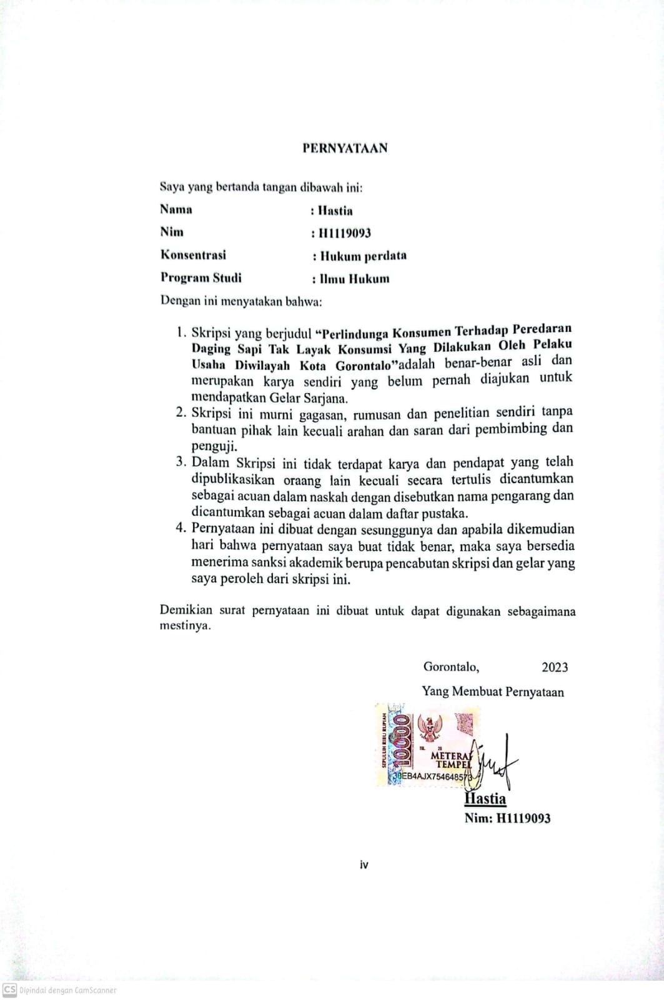 PERNYATAAN
Saya yang bertanda tangan dibawah ini:
Nama : Hastia
Nim : H1119093
Konsentrasi : Hukum perdata
Program Studi : Ilmu Hukum
Dengan ini menyatakan bahwa:
1. Skripsi yang berjudul “Perlindunga Konsumen Terhadap Peredaran
Daging Sapi Tak Layak Konsumsi Yang Dilakukan Oleh Pelaku
Usaha Diwilayah Kota Gorontalo”adalah benar-benar asli dan
merupakan karya sendiri yang belum pernah diajukan untuk
mendapatkan Gelar Sarjana.
2. Skripsi ini murni gagasan, rumusan dan penelitian sendiri tanpa
bantuan pihak lain kecuali arahan dan saran dari pembimbing dan
penguji.
3. Dalam Skripsi ini tidak terdapat karya dan pendapat yang telah
dipublikasikan oraang lain kecuali secara tertulis dicantumkan
sebagai acuan dalam naskah dengan disebutkan nama pengarang dan
dicantumkan sebagai acuan dalam daftar pustaka.
4. Pernyataan ini dibuat dengan sesunggunya dan apabila dikemudian
hari bahwa pernyataan saya buat tidak benar, maka saya bersedia
menerima sanksi akademik berupa pencabutan skripsi dan gelar yang
saya peroleh dari skripsi ini.
Demikian surat pernyataan ini dibuat untuk dapat digunakan sebagaimana
mestinya.
Gorontalo, 2023
Yang Membuat Pernyataan
SEPULUH RIBU RUPIAH
10000
TGL. 20
METERAI
TEMPEL
38EB4AJX754648573
Hastia
Nim: H1119093
iv
CS Dipindai dengan CamScanner